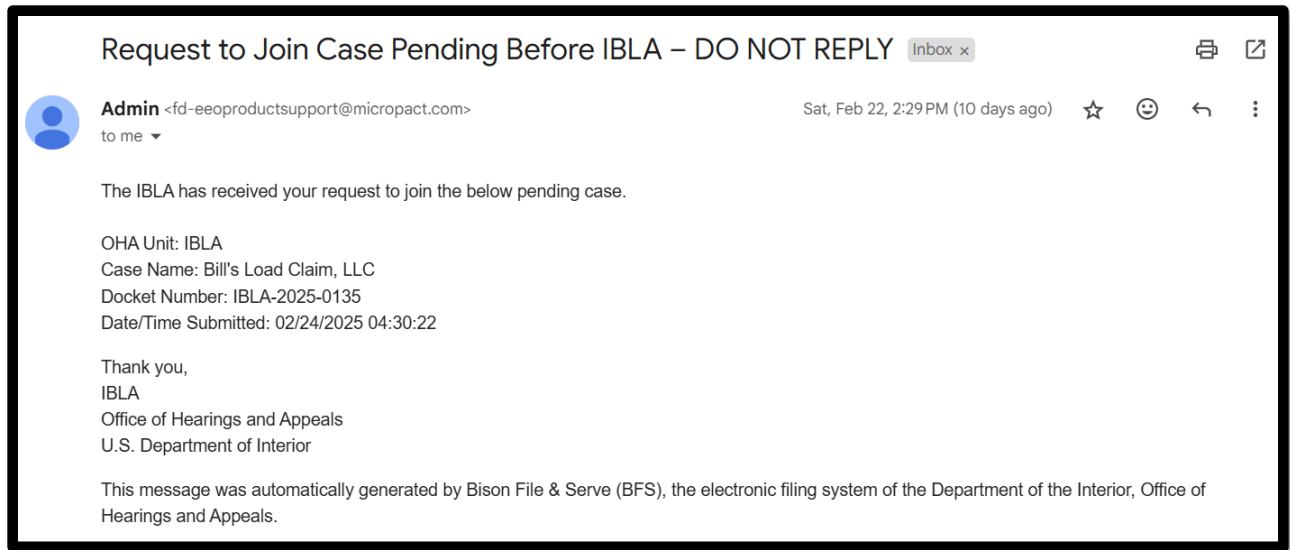 Request to Join Case Pending Before IBLA – DO NOT REPLY Inbox x
Admin <fd-eeoproductsupport@micropact.com> Sat, Feb 22, 2:29 PM (10 days ago)
to me
The IBLA has received your request to join the below pending case.
OHA Unit: IBLA
Case Name: Bill's Load Claim, LLC
Docket Number: IBLA-2025-0135
Date/Time Submitted: 02/24/2025 04:30:22
Thank you,
IBLA
Office of Hearings and Appeals
U.S. Department of Interior
This message was automatically generated by Bison File & Serve (BFS), the electronic filing system of the Department of the Interior, Office of
Hearings and Appeals.